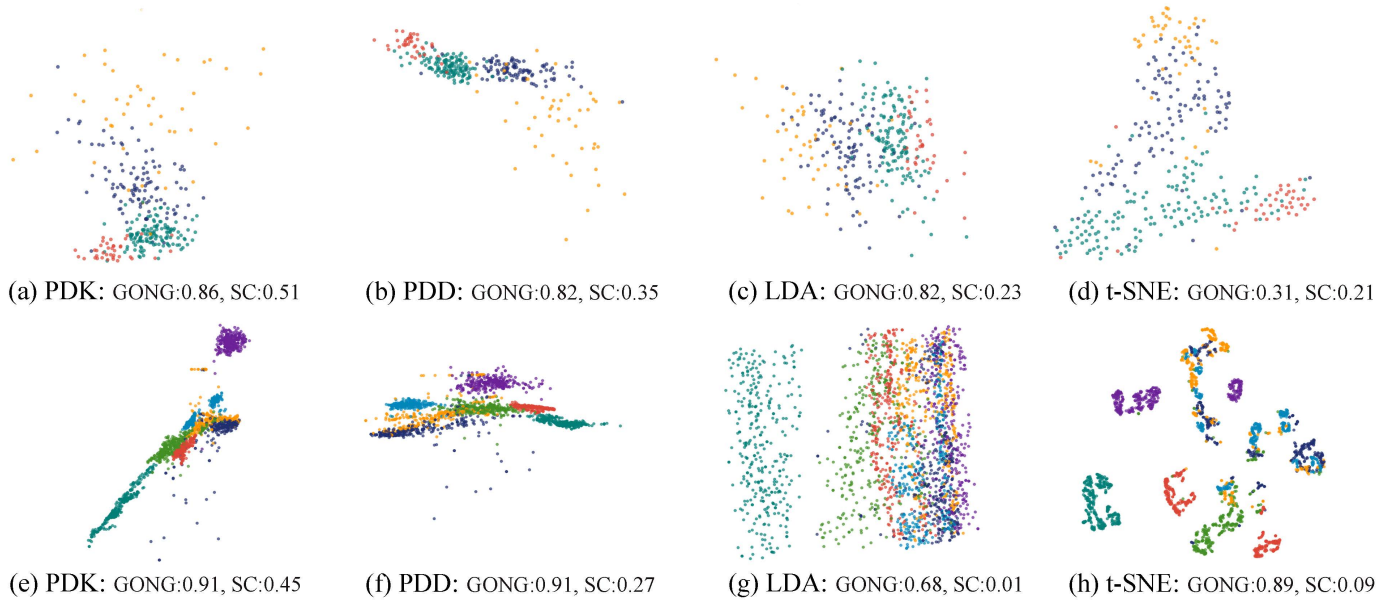 (a) PDK: GONG:0.86, SC:0.51
(b) PDD: GONG:0.82, SC:0.35
(c) LDA: GONG:0.82, SC:0.23
(d) t-SNE: GONG:0.31, SC:0.21
(e) PDK: GONG:0.91, SC:0.45
(f) PDD: GONG:0.91, SC:0.27
(g) LDA: GONG:0.68, SC:0.01
(h) t-SNE: GONG:0.89, SC:0.09